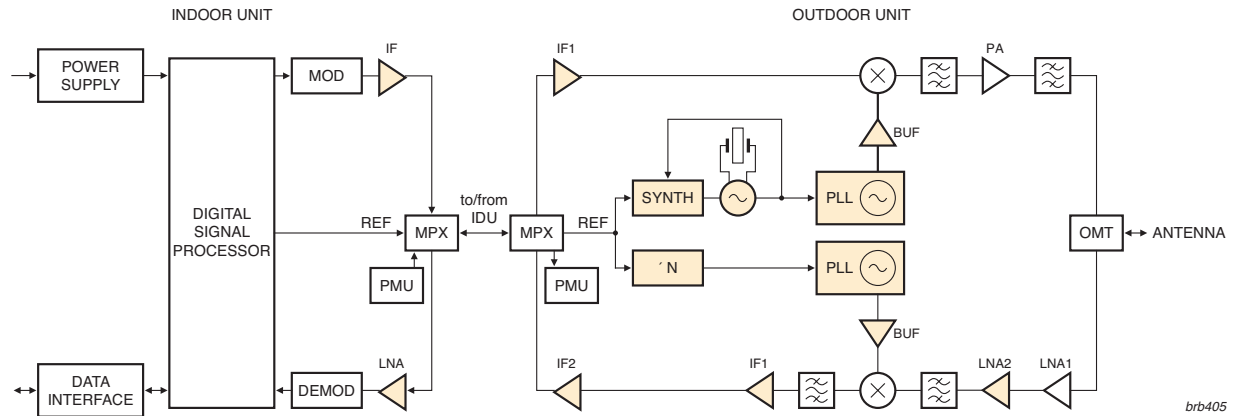 INDOOR UNIT
OUTDOOR UNIT
POWER
SUPPLY
MOD
IF
IF1
PA
BUF
SYNTH
PLL
DIGITAL
SIGNAL
PROCESSOR
to/from
IDU
REF
MPX
MPX
REF
OMT
ANTENNA
PMU
PMU
´ N
PLL
BUF
DATA
INTERFACE
DEMOD
LNA
IF2
IF1
LNA2
LNA1
brb405